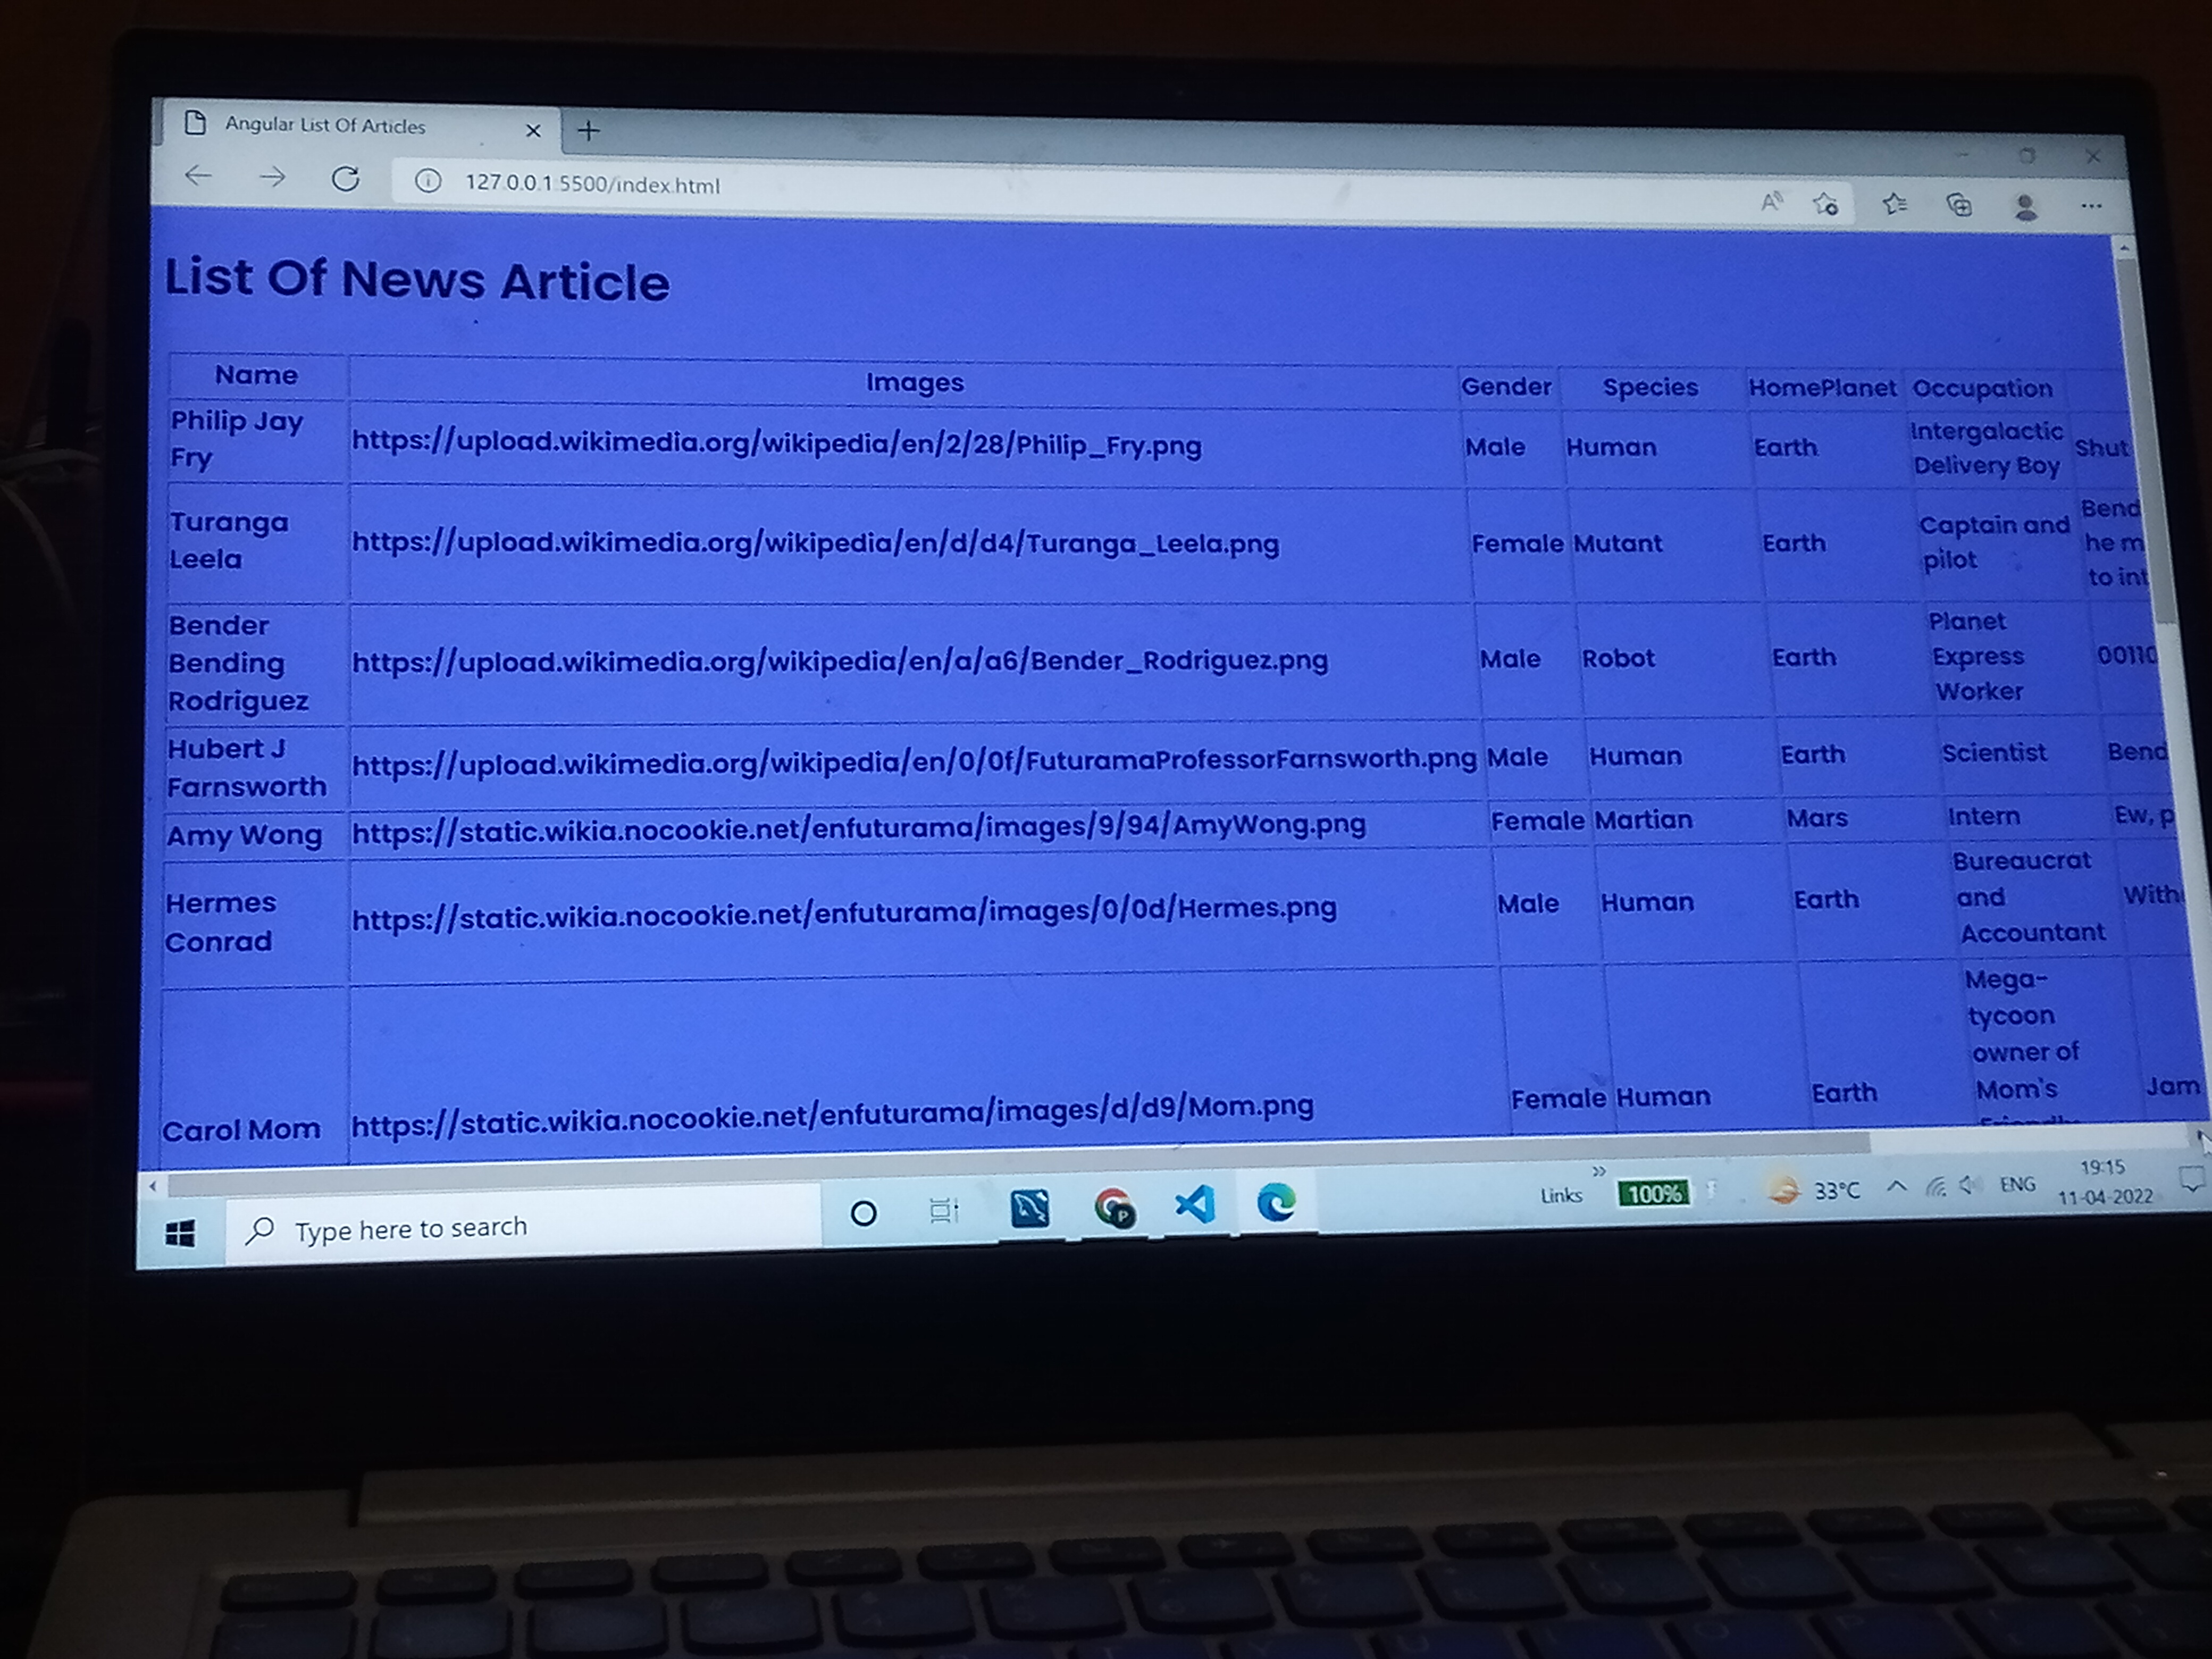 Angular List Of Articles
127.0.0.1:5500/index.html
List Of News Article
Name Images Gender Species HomePlanet Occupation
Philip Jay Fry https://upload.wikimedia.org/wikipedia/en/2/28/Philip_Fry.png Male Human Earth Intergalactic Delivery Boy Shut
Turanga Leela https://upload.wikimedia.org/wikipedia/en/d/d4/Turanga_Leela.png Female Mutant Earth Captain and pilot Bend he m to int
Bender Bending Rodriguez https://upload.wikimedia.org/wikipedia/en/a/a6/Bender_Rodriguez.png Male Robot Earth Planet Express Worker 00110
Hubert J Farnsworth https://upload.wikimedia.org/wikipedia/en/0/0f/FuturamaProfessorFarnsworth.png Male Human Earth Scientist Bend
Amy Wong https://static.wikia.nocookie.net/enfuturama/images/9/94/AmyWong.png Female Martian Mars Intern Ew, p
Hermes Conrad https://static.wikia.nocookie.net/enfuturama/images/0/0d/Hermes.png Male Human Earth Bureaucrat and Accountant With
Carol Mom https://static.wikia.nocookie.net/enfuturama/images/d/d9/Mom.png Female Human Earth Mega-tycoon owner of Mom's Jam
Type here to search
Links 100% 33°C ENG 19:15
11-04-2022